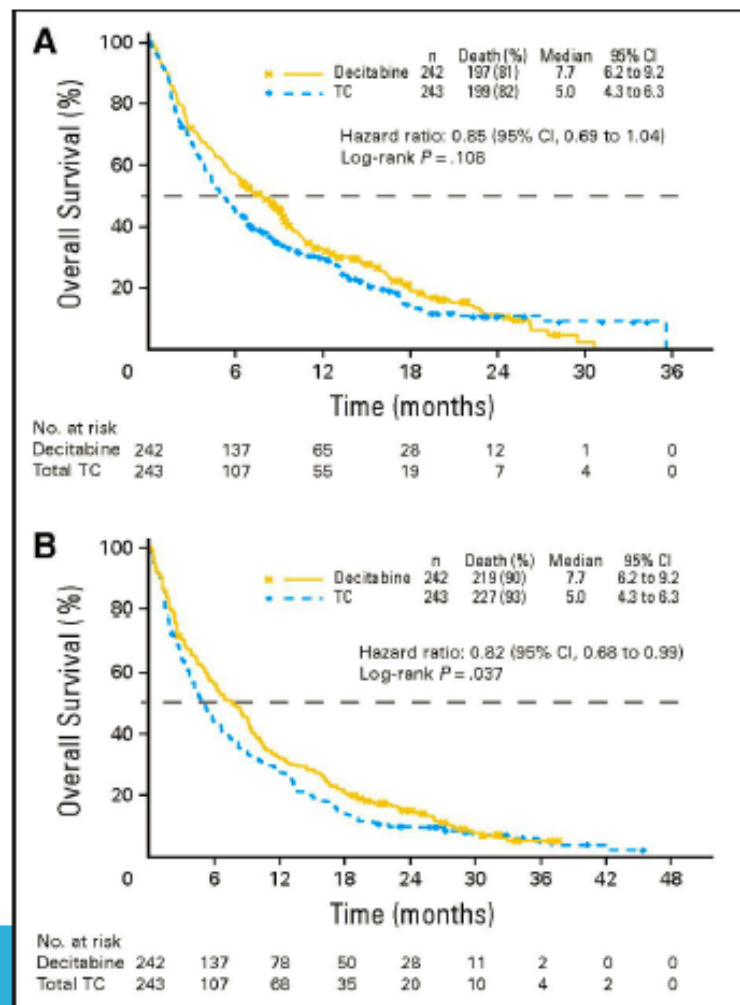 A
n Death (%) Median 95% CI
Decitabine 242 197 (81) 7.7 6.2 to 9.2
TC 243 199 (82) 5.0 4.3 to 6.3
Hazard ratio: 0.85 (95% CI, 0.69 to 1.04)
Log-rank P = .108
Overall Survival (%)
100
80
60
40
20
0 6 12 18 24 30 36
Time (months)
No. at risk
Decitabine 242 137 65 28 12 1 0
Total TC 243 107 55 19 7 4 0
B
n Death (%) Median 95% CI
Decitabine 242 219 (90) 7.7 6.2 to 9.2
TC 243 227 (93) 5.0 4.3 to 6.3
Hazard ratio: 0.82 (95% CI, 0.68 to 0.99)
Log-rank P = .037
Overall Survival (%)
100
80
60
40
20
0 6 12 18 24 30 36 42 48
Time (months)
No. at risk
Decitabine 242 137 78 50 28 11 2 0 0
Total TC 243 107 68 35 20 10 4 2 0